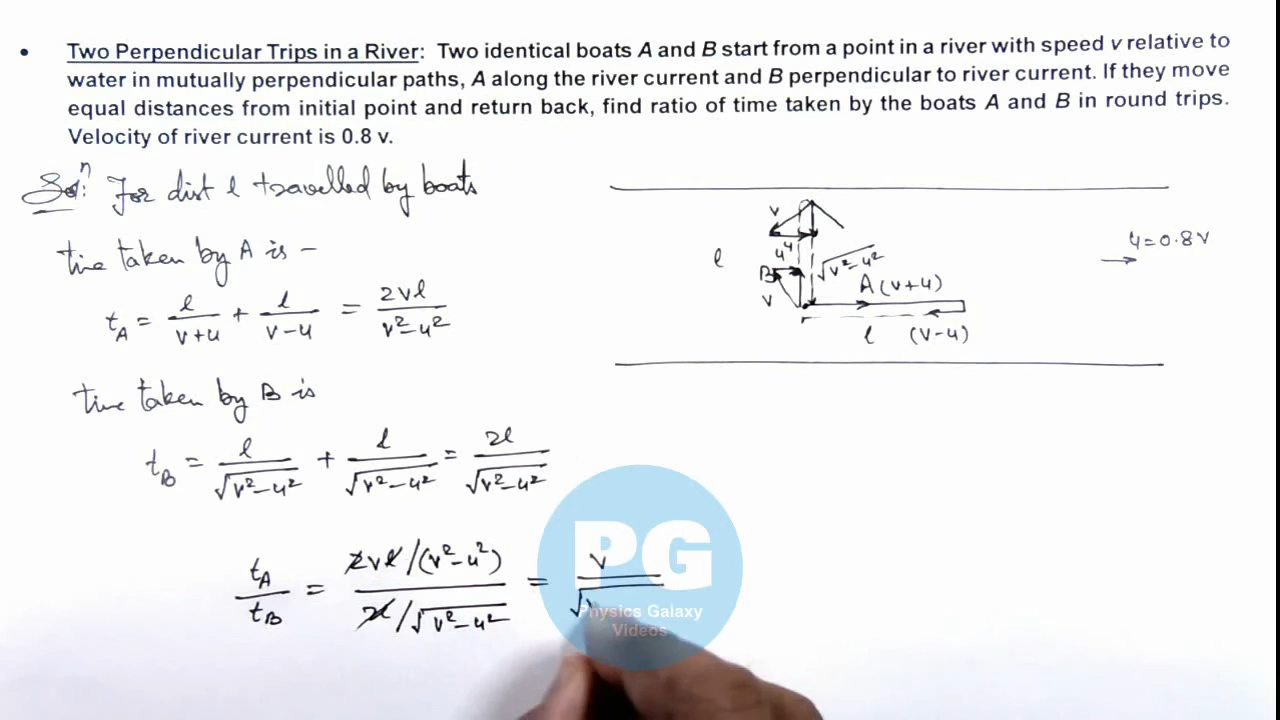 • Two Perpendicular Trips in a River: Two identical boats A and B start from a point in a river with speed v relative to
water in mutually perpendicular paths, A along the river current and B perpendicular to river current. If they move
equal distances from initial point and return back, find ratio of time taken by the boats A and B in round trips.
Velocity of river current is 0.8 v.
Solⁿ: For dist l travelled by boats
time taken by A is –
t_A = l/(v+u) + l/(v-u) = 2vl/(v²-u²)
time taken by B is
t_B = l/√(v²-u²) + l/√(v²-u²) = 2l/√(v²-u²)
t_A/t_B = 2vl/(v²-u²) / 2l/√(v²-u²) = v/√
v
u
l
u
√(v²-u²)
B
v
A (v+u)
l (v-u)
u = 0.8v
PG
Physics Galaxy
Videos